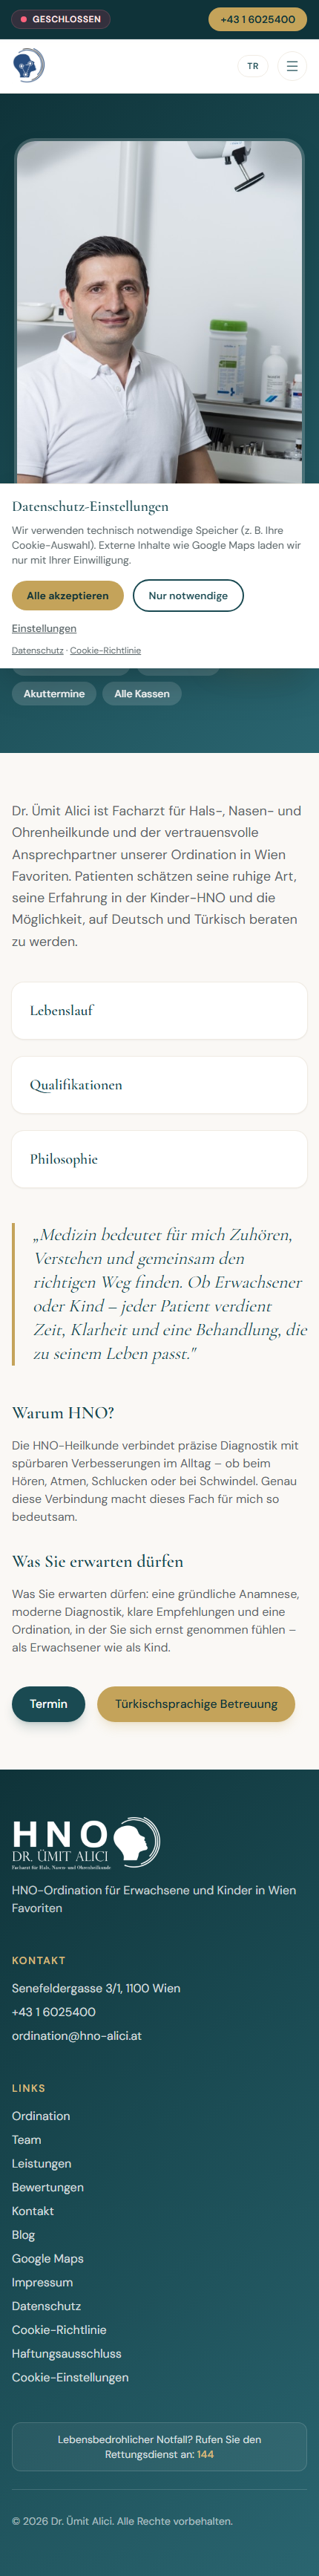 GESCHLOSSEN
+43 1 6025400
TR
Datenschutz-Einstellungen
Wir verwenden technisch notwendige Speicher (z. B. Ihre
Cookie-Auswahl). Externe Inhalte wie Google Maps laden wir
nur mit Ihrer Einwilligung.
Alle akzeptieren
Nur notwendige
Einstellungen
Datenschutz · Cookie-Richtlinie
Akuttermine
Alle Kassen
Dr. Ümit Alici ist Facharzt für Hals-, Nasen- und
Ohrenheilkunde und der vertrauensvolle
Ansprechpartner unserer Ordination in Wien
Favoriten. Patienten schätzen seine ruhige Art,
seine Erfahrung in der Kinder-HNO und die
Möglichkeit, auf Deutsch und Türkisch beraten
zu werden.
Lebenslauf
Qualifikationen
Philosophie
„Medizin bedeutet für mich Zuhören,
Verstehen und gemeinsam den
richtigen Weg finden. Ob Erwachsener
oder Kind – jeder Patient verdient
Zeit, Klarheit und eine Behandlung, die
zu seinem Leben passt."
Warum HNO?
Die HNO-Heilkunde verbindet präzise Diagnostik mit
spürbaren Verbesserungen im Alltag – ob beim
Hören, Atmen, Schlucken oder bei Schwindel. Genau
diese Verbindung macht dieses Fach für mich so
bedeutsam.
Was Sie erwarten dürfen
Was Sie erwarten dürfen: eine gründliche Anamnese,
moderne Diagnostik, klare Empfehlungen und eine
Ordination, in der Sie sich ernst genommen fühlen –
als Erwachsener wie als Kind.
Termin
Türkischsprachige Betreuung
HNO
DR. ÜMIT ALICI
Facharzt für Hals, Nasen- und Ohrenheilkunde
HNO-Ordination für Erwachsene und Kinder in Wien
Favoriten
KONTAKT
Senefeldergasse 3/1, 1100 Wien
+43 1 6025400
ordination@hno-alici.at
LINKS
Ordination
Team
Leistungen
Bewertungen
Kontakt
Blog
Google Maps
Impressum
Datenschutz
Cookie-Richtlinie
Haftungsausschluss
Cookie-Einstellungen
Lebensbedrohlicher Notfall? Rufen Sie den
Rettungsdienst an: 144
© 2026 Dr. Ümit Alici. Alle Rechte vorbehalten.